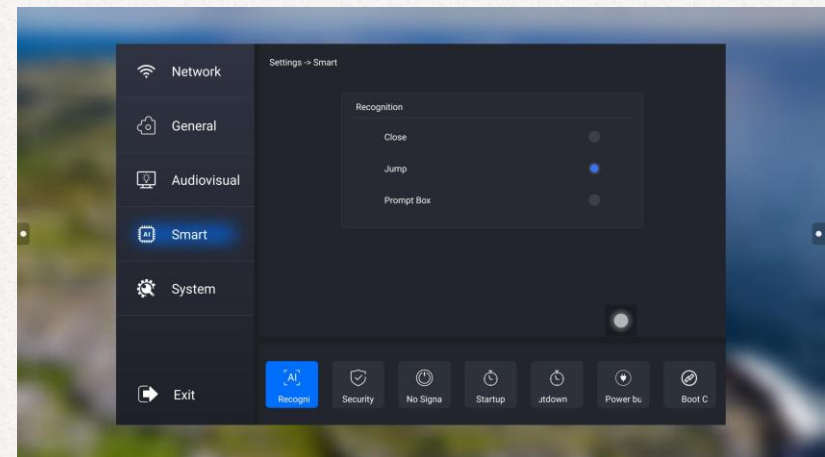 Network
General
Audiovisual
Smart
System
Exit
Settings -> Smart
Recognition
Close
Jump
Prompt Box
[AI] Recogni
Security
No Signa
Startup
utdown
Power bu
Boot C
AI